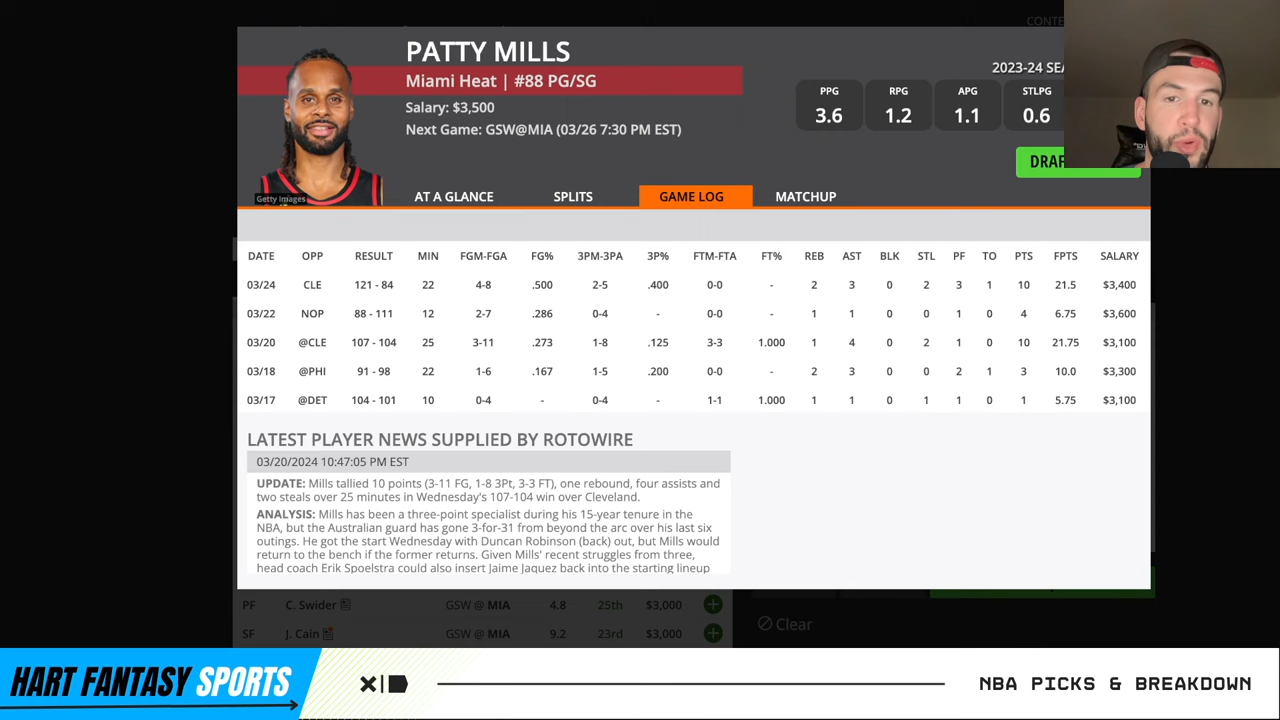 CONTE
PATTY MILLS
Miami Heat | #88 PG/SG
Salary: $3,500
Next Game: GSW@MIA (03/26 7:30 PM EST)
2023-24 SEA
PPG RPG APG STLPG
3.6 1.2 1.1 0.6
DRAF
Getty Images
AT A GLANCE SPLITS GAME LOG MATCHUP
DATE OPP RESULT MIN FGM-FGA FG% 3PM-3PA 3P% FTM-FTA FT% REB AST BLK STL PF TO PTS FPTS SALARY
03/24 CLE 121 - 84 22 4-8 .500 2-5 .400 0-0 - 2 3 0 2 3 1 10 21.5 $3,400
03/22 NOP 88 - 111 12 2-7 .286 0-4 - 0-0 - 1 1 0 0 1 0 4 6.75 $3,600
03/20 @CLE 107 - 104 25 3-11 .273 1-8 .125 3-3 1.000 1 4 0 2 1 0 10 21.75 $3,100
03/18 @PHI 91 - 98 22 1-6 .167 1-5 .200 0-0 - 2 3 0 0 2 1 3 10.0 $3,300
03/17 @DET 104 - 101 10 0-4 - 0-4 - 1-1 1.000 1 1 0 1 1 0 1 5.75 $3,100
LATEST PLAYER NEWS SUPPLIED BY ROTOWIRE
03/20/2024 10:47:05 PM EST
UPDATE: Mills tallied 10 points (3-11 FG, 1-8 3Pt, 3-3 FT), one rebound, four assists and
two steals over 25 minutes in Wednesday's 107-104 win over Cleveland.
ANALYSIS: Mills has been a three-point specialist during his 15-year tenure in the
NBA, but the Australian guard has gone 3-for-31 from beyond the arc over his last six
outings. He got the start Wednesday with Duncan Robinson (back) out, but Mills would
return to the bench if the former returns. Given Mills' recent struggles from three,
head coach Erik Spoelstra could also insert Jaime Jaquez back into the starting lineup
PF C. Swider GSW @ MIA 4.8 25th $3,000
SF J. Cain GSW @ MIA 9.2 23rd $3,000
Clear
HART FANTASY SPORTS
NBA PICKS & BREAKDOWN